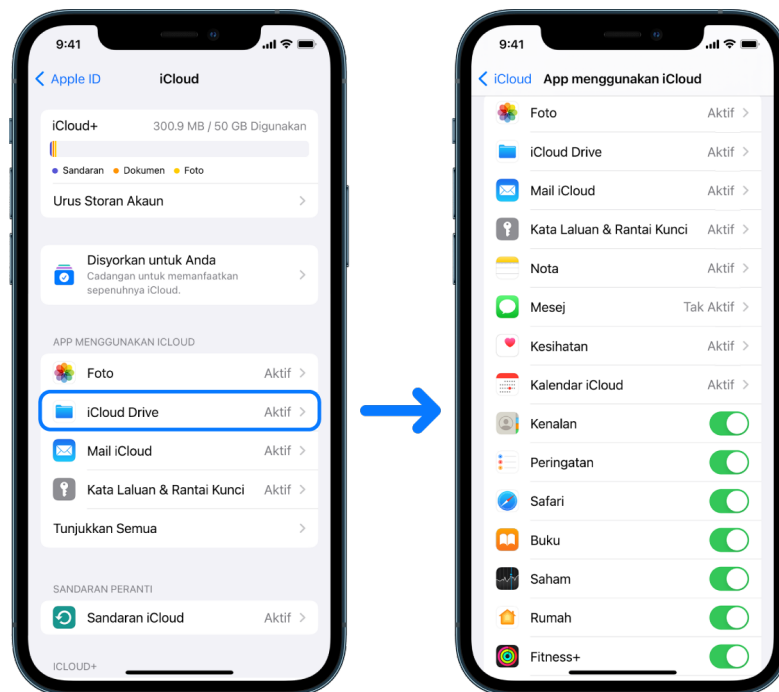 9:41
Apple ID
iCloud
iCloud+
300.9 MB / 50 GB Digunakan
Sandaran
Dokumen
Foto
Urus Storan Akaun
Disyorkan untuk Anda
Cadangan untuk memanfaatkan
sepenuhnya iCloud.
APP MENGGUNAKAN ICLOUD
Foto
Aktif
iCloud Drive
Aktif
Mail iCloud
Aktif
Kata Laluan & Rantai Kunci
Aktif
Tunjukkan Semua
SANDARAN PERANTI
Sandaran iCloud
Aktif
ICLOUD+
9:41
iCloud
App menggunakan iCloud
Foto
Aktif
iCloud Drive
Aktif
Mail iCloud
Aktif
Kata Laluan & Rantai Kunci
Aktif
Nota
Aktif
Mesej
Tak Aktif
Kesihatan
Aktif
Kalendar iCloud
Aktif
Kenalan
Peringatan
Safari
Buku
Saham
Rumah
Fitness+